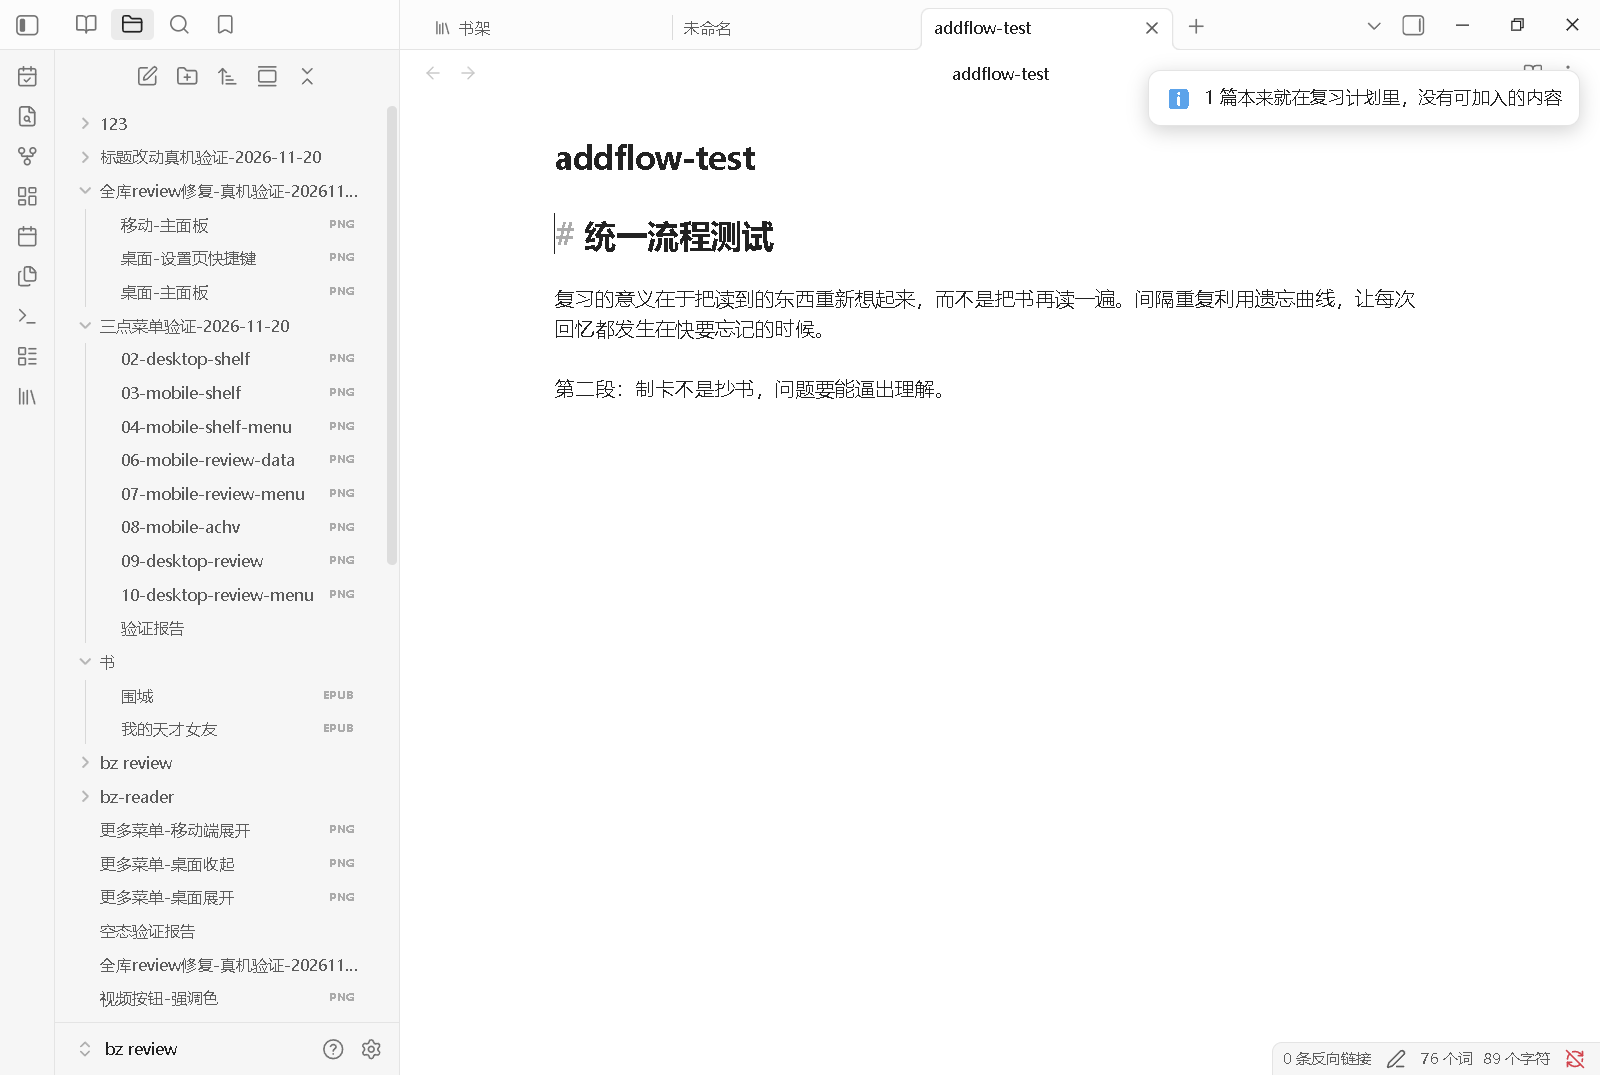 书架
未命名
addflow-test
addflow-test
1 篇本来就在复习计划里，没有可加入的内容
123
标题改动真机验证-2026-11-20
全库review修复-真机验证-202611...
移动-主面板 PNG
桌面-设置页快捷键 PNG
桌面-主面板 PNG
三点菜单验证-2026-11-20
02-desktop-shelf PNG
03-mobile-shelf PNG
04-mobile-shelf-menu PNG
06-mobile-review-data PNG
07-mobile-review-menu PNG
08-mobile-achv PNG
09-desktop-review PNG
10-desktop-review-menu PNG
验证报告
书
围城 EPUB
我的天才女友 EPUB
bz review
bz-reader
更多菜单-移动端展开 PNG
更多菜单-桌面收起 PNG
更多菜单-桌面展开 PNG
空态验证报告
全库review修复-真机验证-202611...
视频按钮-强调色 PNG
bz review
addflow-test
# 统一流程测试
复习的意义在于把读到的东西重新想起来，而不是把书再读一遍。间隔重复利用遗忘曲线，让每次
回忆都发生在快要忘记的时候。
第二段：制卡不是抄书，问题要能逼出理解。
0 条反向链接 76 个词 89 个字符